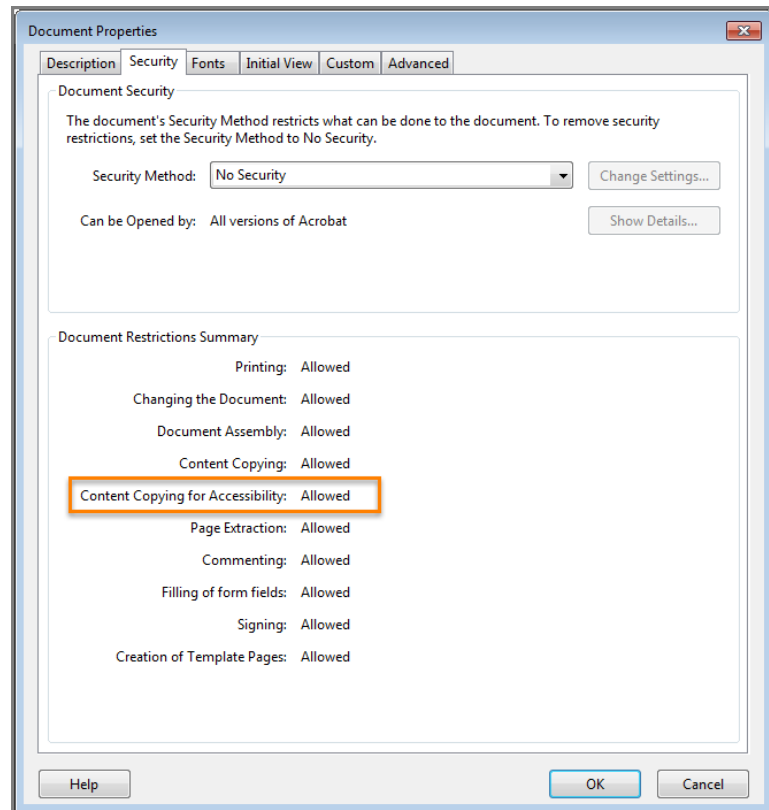 Document Properties
Description Security Fonts Initial View Custom Advanced
Document Security
The document's Security Method restricts what can be done to the document. To remove security
restrictions, set the Security Method to No Security.
Security Method: No Security Change Settings...
Can be Opened by: All versions of Acrobat Show Details...
Document Restrictions Summary
Printing: Allowed
Changing the Document: Allowed
Document Assembly: Allowed
Content Copying: Allowed
Content Copying for Accessibility: Allowed
Page Extraction: Allowed
Commenting: Allowed
Filling of form fields: Allowed
Signing: Allowed
Creation of Template Pages: Allowed
Help OK Cancel